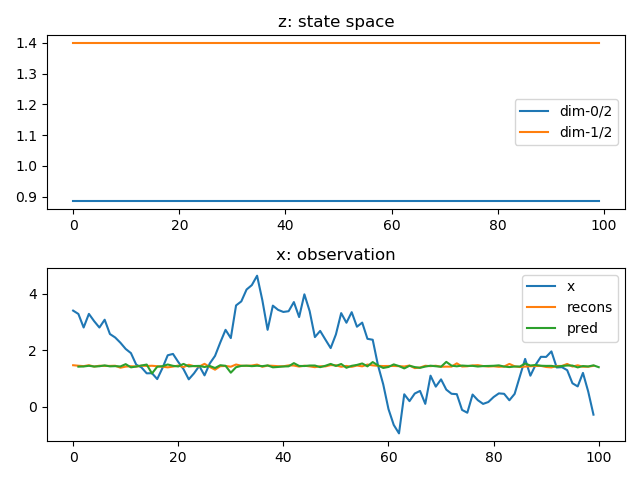 z: state space
1.4
1.3
1.2
1.1
1.0
0.9
dim-0/2
dim-1/2
0 20 40 60 80 100
x: observation
4
2
0
x
recons
pred
0 20 40 60 80 100